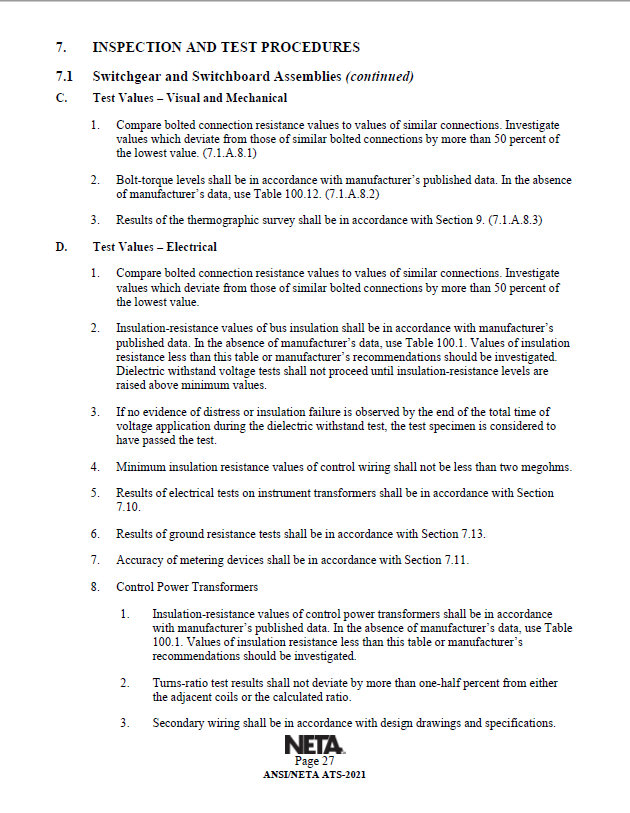 7. INSPECTION AND TEST PROCEDURES
7.1 Switchgear and Switchboard Assemblies (continued)
C. Test Values – Visual and Mechanical
1. Compare bolted connection resistance values to values of similar connections. Investigate
values which deviate from those of similar bolted connections by more than 50 percent of
the lowest value. (7.1.A.8.1)
2. Bolt-torque levels shall be in accordance with manufacturer’s published data. In the absence
of manufacturer’s data, use Table 100.12. (7.1.A.8.2)
3. Results of the thermographic survey shall be in accordance with Section 9. (7.1.A.8.3)
D. Test Values – Electrical
1. Compare bolted connection resistance values to values of similar connections. Investigate
values which deviate from those of similar bolted connections by more than 50 percent of
the lowest value.
2. Insulation-resistance values of bus insulation shall be in accordance with manufacturer’s
published data. In the absence of manufacturer’s data, use Table 100.1. Values of insulation
resistance less than this table or manufacturer’s recommendations should be investigated.
Dielectric withstand voltage tests shall not proceed until insulation-resistance levels are
raised above minimum values.
3. If no evidence of distress or insulation failure is observed by the end of the total time of
voltage application during the dielectric withstand test, the test specimen is considered to
have passed the test.
4. Minimum insulation resistance values of control wiring shall not be less than two megohms.
5. Results of electrical tests on instrument transformers shall be in accordance with Section
7.10.
6. Results of ground resistance tests shall be in accordance with Section 7.13.
7. Accuracy of metering devices shall be in accordance with Section 7.11.
8. Control Power Transformers
1. Insulation-resistance values of control power transformers shall be in accordance
with manufacturer’s published data. In the absence of manufacturer’s data, use Table
100.1. Values of insulation resistance less than this table or manufacturer’s
recommendations should be investigated.
2. Turns-ratio test results shall not deviate by more than one-half percent from either
the adjacent coils or the calculated ratio.
3. Secondary wiring shall be in accordance with design drawings and specifications.
NETA
Page 27
ANSI/NETA ATS-2021